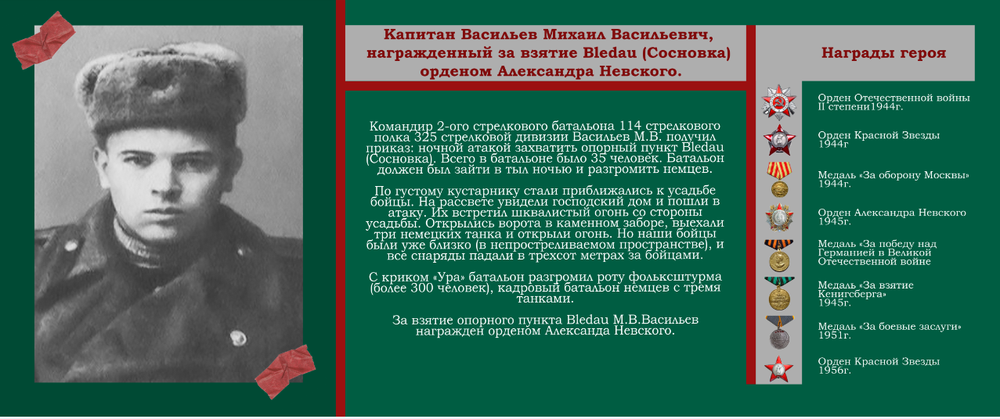 Капитан Васильев Михаил Васильевич,
награжденный за взятие Bledau (Сосновка)
орденом Александра Невского.
Командир 2-ого стрелкового батальона 114 стрелкового
полка 325 стрелковой дивизии Васильев М.В. получил
приказ: ночной атакой захватить опорный пункт Bledau
(Сосновка). Всего в батальоне было 35 человек. Батальон
должен был зайти в тыл ночью и разгромить немцев.
По густому кустарнику стали приближались к усадьбе
бойцы. На рассвете увидели господский дом и пошли в
атаку. Их встретил шквалистый огонь со стороны
усадьбы. Открылись ворота в каменном заборе, выехали
три немецких танка и открыли огонь. Но наши бойцы
были уже близко (в непростреливаемом пространстве), и
все снаряды падали в трехсот метрах за бойцами.
С криком «Ура» батальон разгромил роту фольксштурма
(более 300 человек), кадровый батальон немцев с тремя
танками.
За взятие опорного пункта Bledau М.В.Васильев
награжден орденом Александа Невского.
Награды героя
Орден Отечественной войны
II степени1944г.
Орден Красной Звезды
1944г
Медаль «За оборону Москвы»
1944г.
Орден Александра Невского
1945г.
Медаль «За победу над
Германией в Великой
Отечественной войне
Медаль «За взятие
Кенигсберга»
1945г.
Медаль «За боевые заслуги»
1951г.
Орден Красной Звезды
1956г.